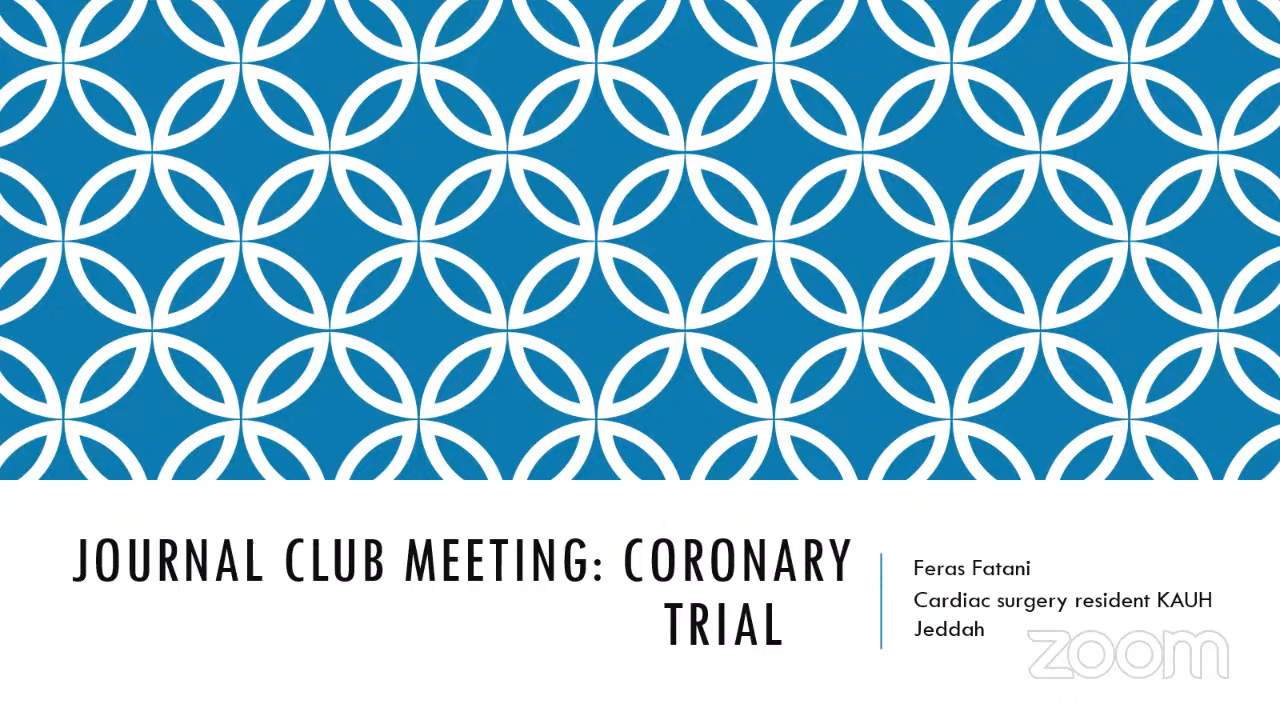 JOURNAL CLUB MEETING: CORONARY
TRIAL
Feras Fatani
Cardiac surgery resident KAUH
Jeddah
zoom